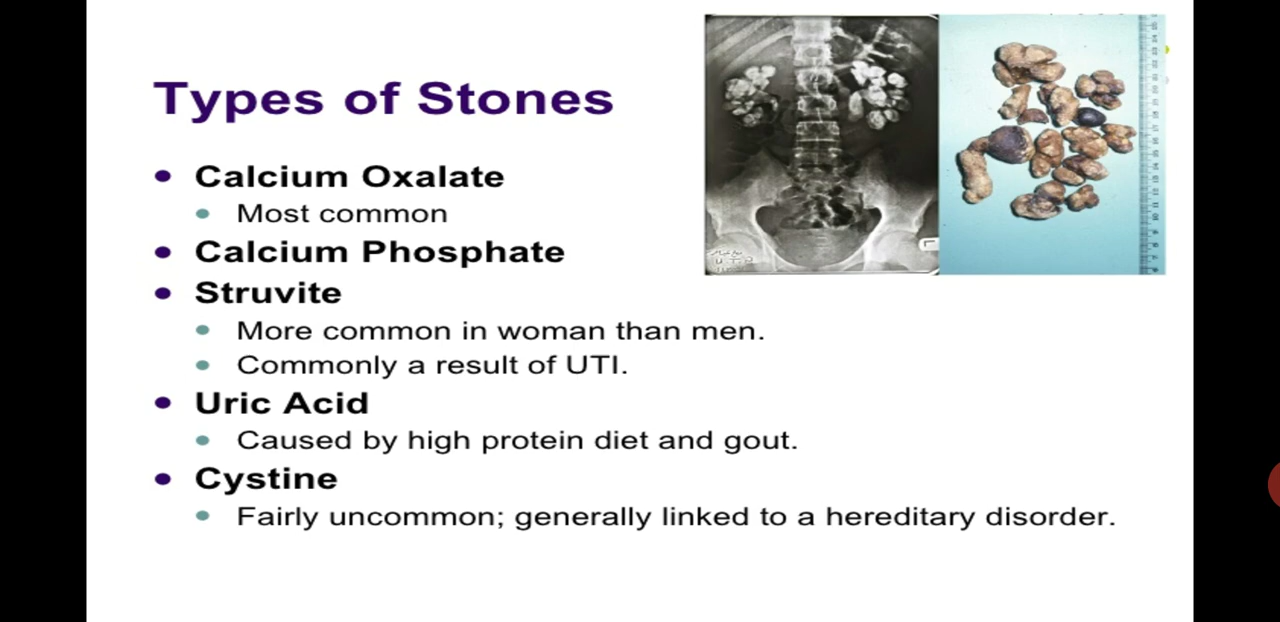 Types of Stones
Calcium Oxalate
Most common
Calcium Phosphate
Struvite
More common in woman than men.
Commonly a result of UTI.
Uric Acid
Caused by high protein diet and gout.
Cystine
Fairly uncommon; generally linked to a hereditary disorder.